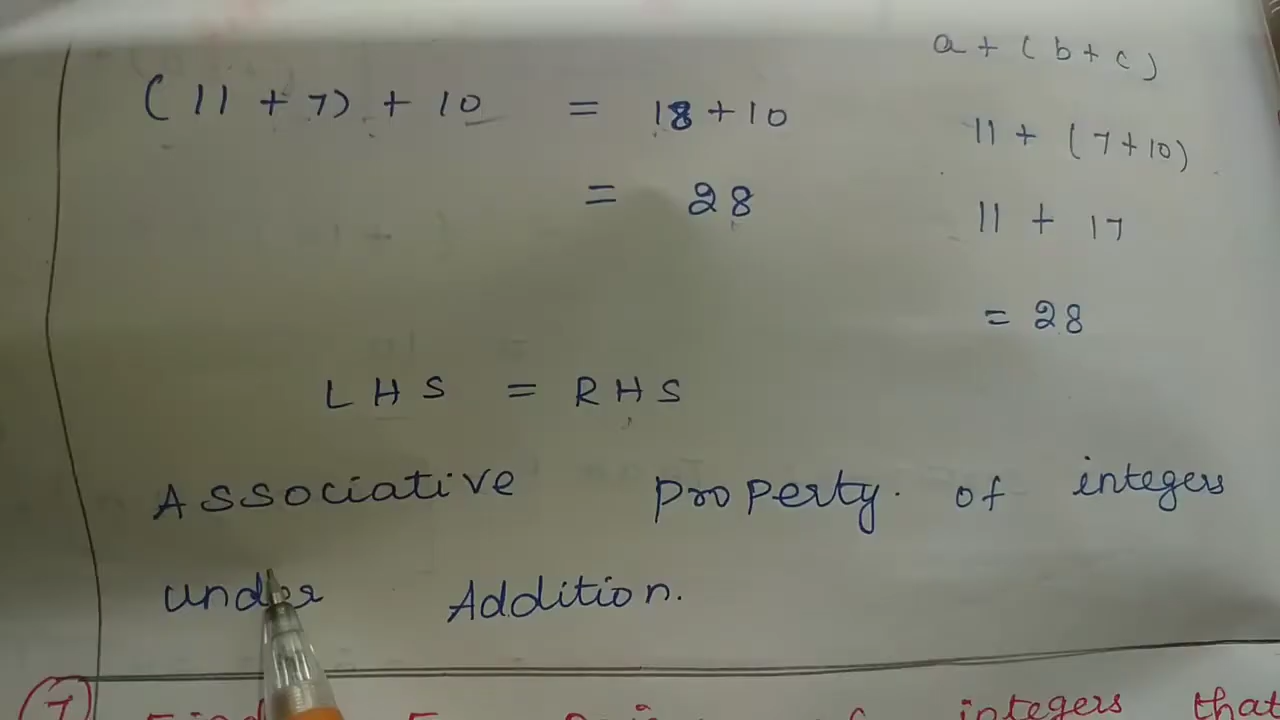 (11 + 7) + 10 = 18 + 10
= 28
a + (b + c)
11 + (7 + 10)
11 + 17
= 28
LHS = RHS
Associative property. of integers
under Addition.
7 integers that